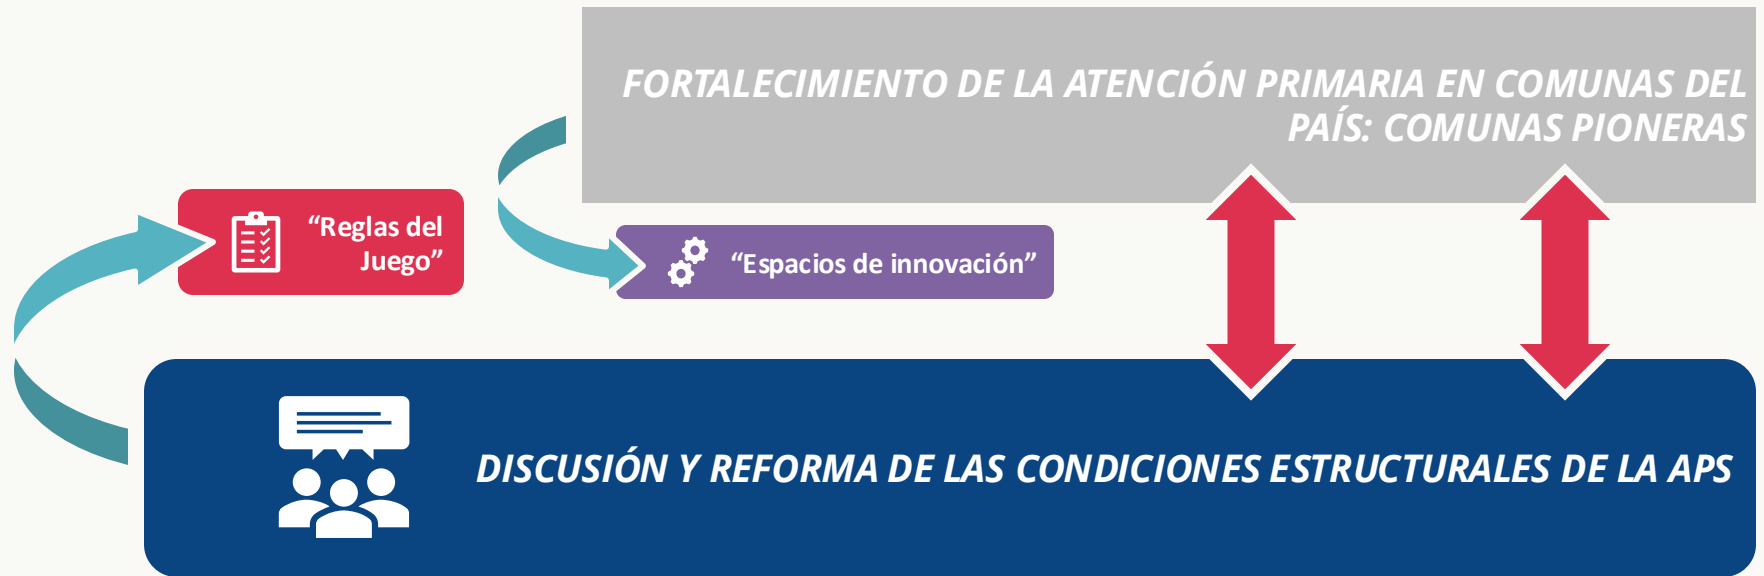 FORTALECIMIENTO DE LA ATENCIÓN PRIMARIA EN COMUNAS DEL
PAÍS: COMUNAS PIONERAS
“Reglas del
Juego”
“Espacios de innovación”
DISCUSIÓN Y REFORMA DE LAS CONDICIONES ESTRUCTURALES DE LA APS